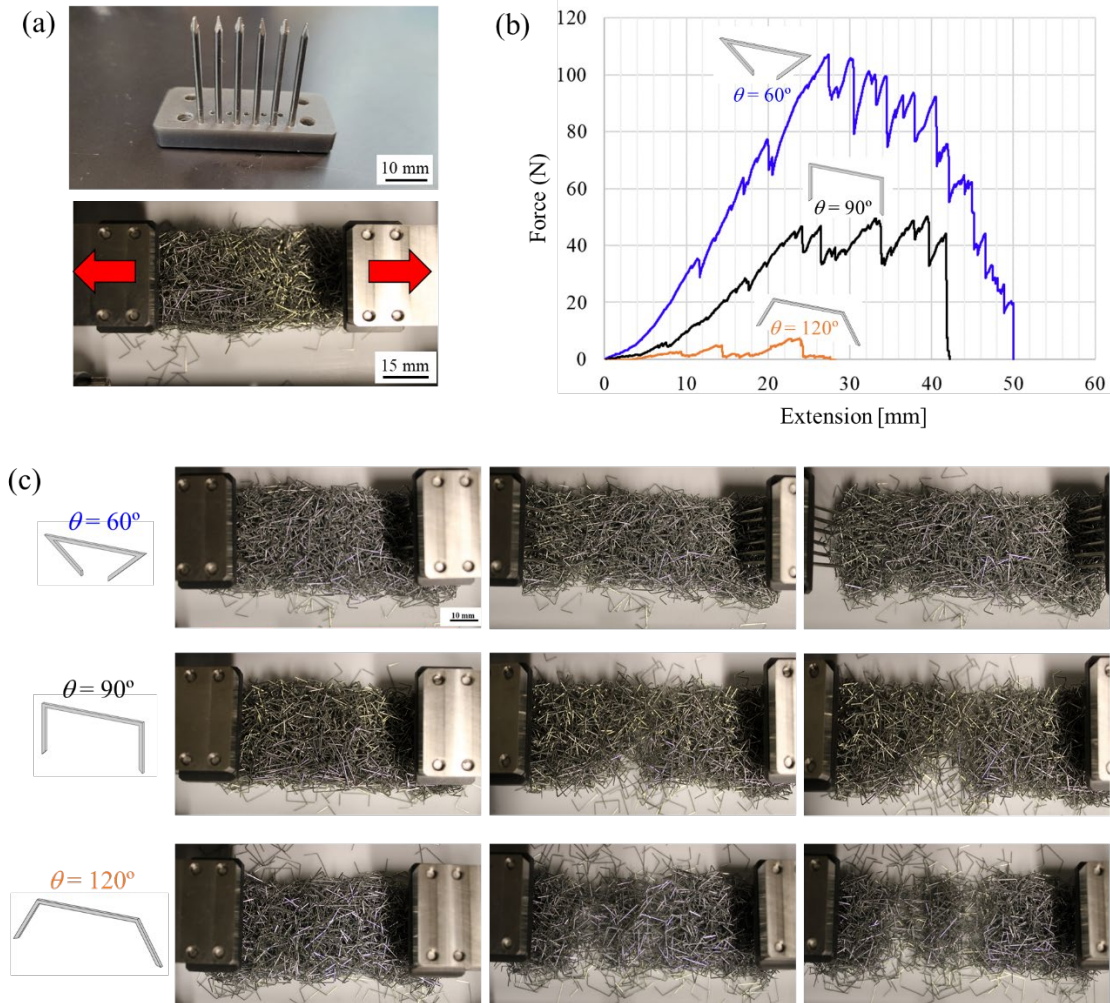 (a)
10 mm
15 mm
(b)
120
100
80
60
40
20
0
Force (N)
θ = 60º
θ = 90º
θ = 120º
0 10 20 30 40 50 60
Extension [mm]
(c)
θ = 60º
10 mm
θ = 90º
θ = 120º